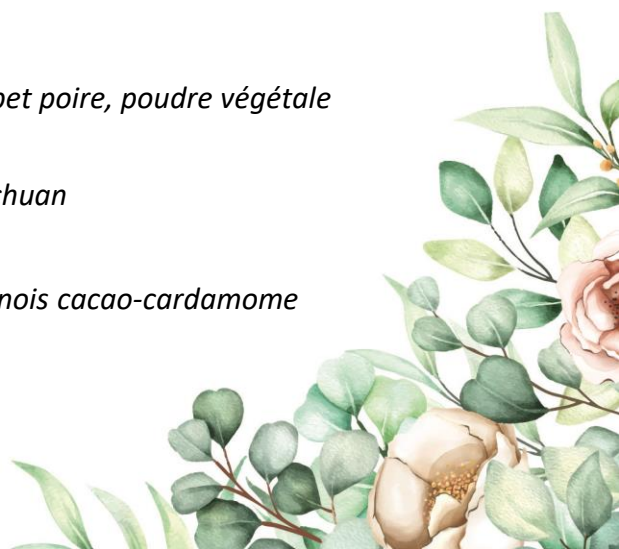 bet poire, poudre végétale
chuan
nois cacao-cardamome